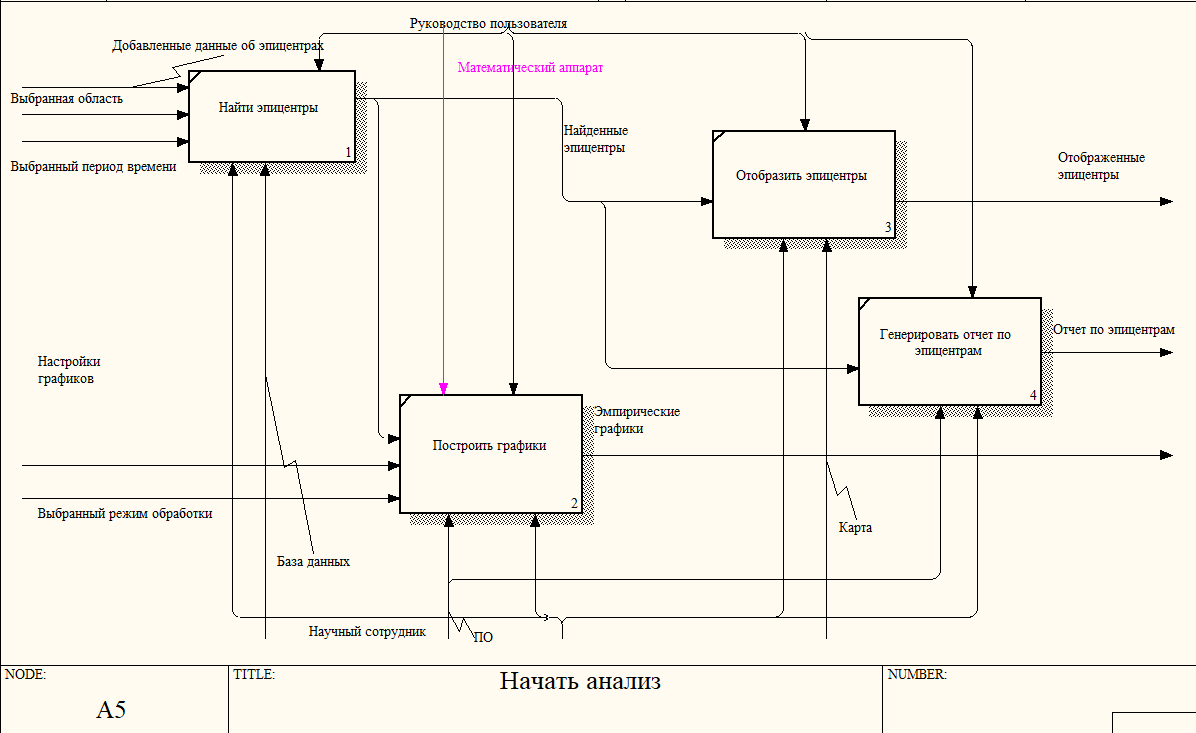 Руководство пользователя
Добавленные данные об эпицентрах
Математический аппарат
Выбранная область
Найти эпицентры
1
Выбранный период времени
Найденные
эпицентры
Отобразить эпицентры
3
Отображенные
эпицентры
Генерировать отчет по
эпицентрам
4
Отчет по эпицентрам
Настройки
графиков
Эмпирические
графики
Построить графики
2
Выбранный режим обработки
Карта
База данных
Научный сотрудник
ПО
NODE:
A5
TITLE:
Начать анализ
NUMBER: